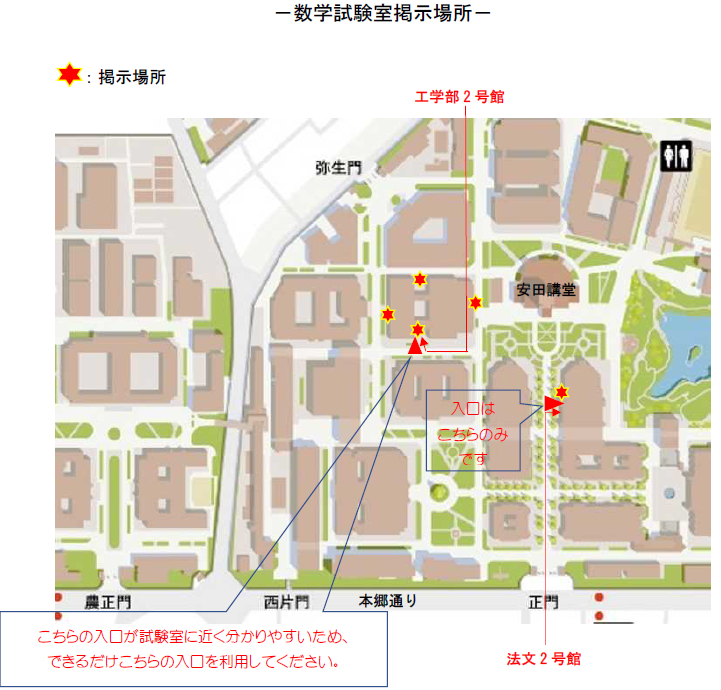 －数学試験室掲示場所－
：掲示場所
工学部２号館
弥生門
安田講堂
入口は
こちらのみ
です
農正門
西片門
本郷通り
正門
こちらの入口が試験室に近く分かりやすいため、
できるだけこちらの入口を利用してください。
法文２号館